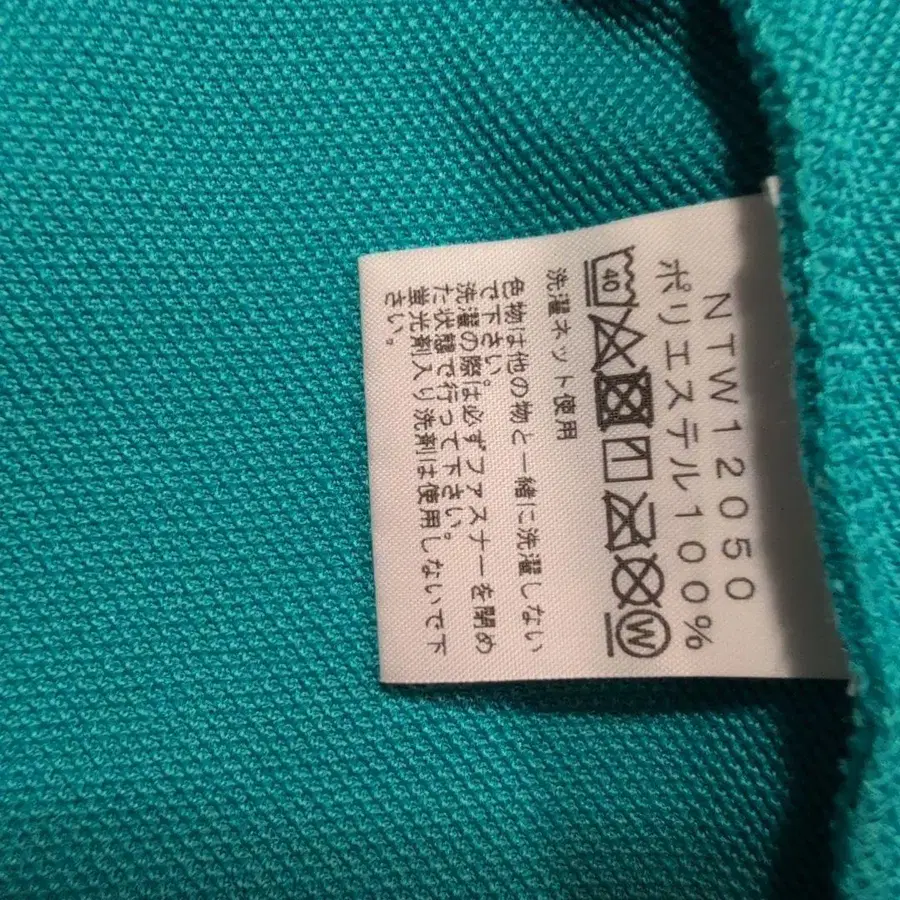 NTW12050
ポリエステル100%
40 W
洗濯ネット使用
色物は他の物と一緒に洗濯しない
で下さい。
洗濯の際は必ずファスナーを閉め
た状態で行って下さい。
蛍光剤入り洗剤は使用しないで下
さい。